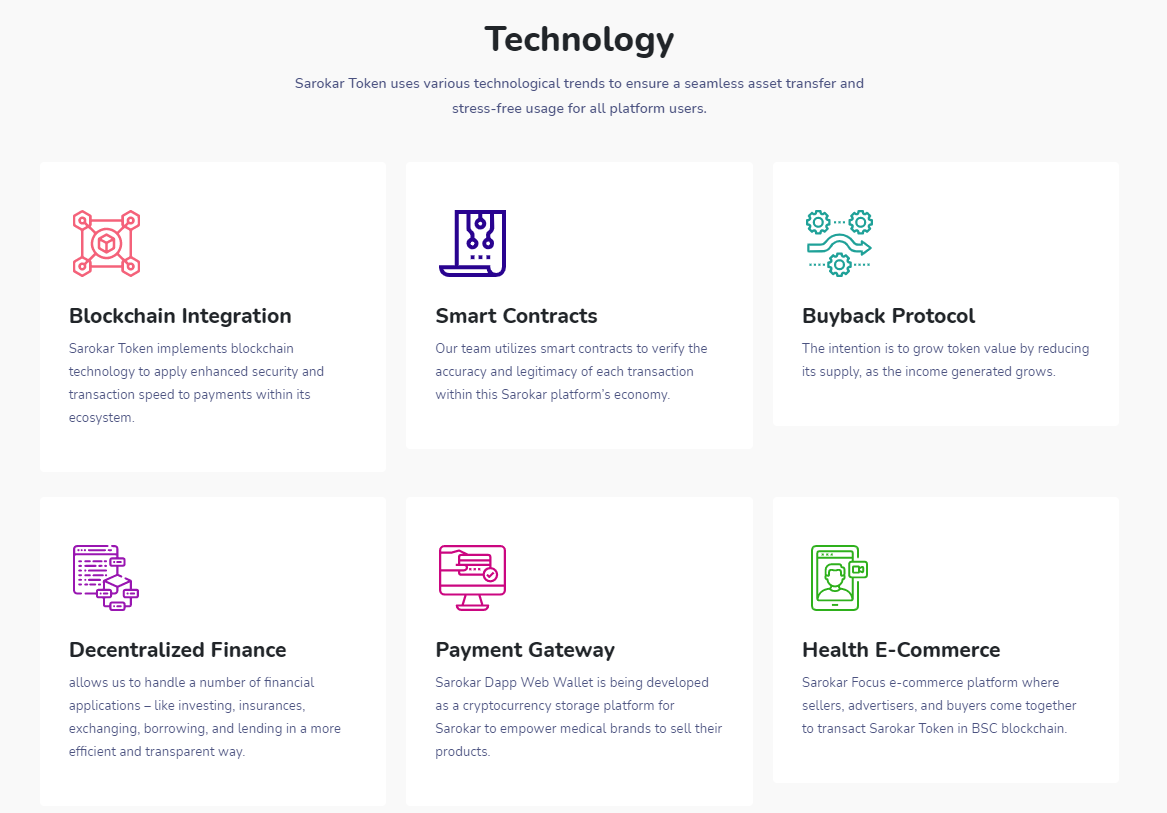 Technology
Sarokar Token uses various technological trends to ensure a seamless asset transfer and
stress-free usage for all platform users.
Blockchain Integration
Sarokar Token implements blockchain
technology to apply enhanced security and
transaction speed to payments within its
ecosystem.
Smart Contracts
Our team utilizes smart contracts to verify the
accuracy and legitimacy of each transaction
within this Sarokar platform's economy.
Buyback Protocol
The intention is to grow token value by reducing
its supply, as the income generated grows.
Decentralized Finance
allows us to handle a number of financial
applications – like investing, insurances,
exchanging, borrowing, and lending in a more
efficient and transparent way.
Payment Gateway
Sarokar Dapp Web Wallet is being developed
as a cryptocurrency storage platform for
Sarokar to empower medical brands to sell their
products.
Health E-Commerce
Sarokar Focus e-commerce platform where
sellers, advertisers, and buyers come together
to transact Sarokar Token in BSC blockchain.